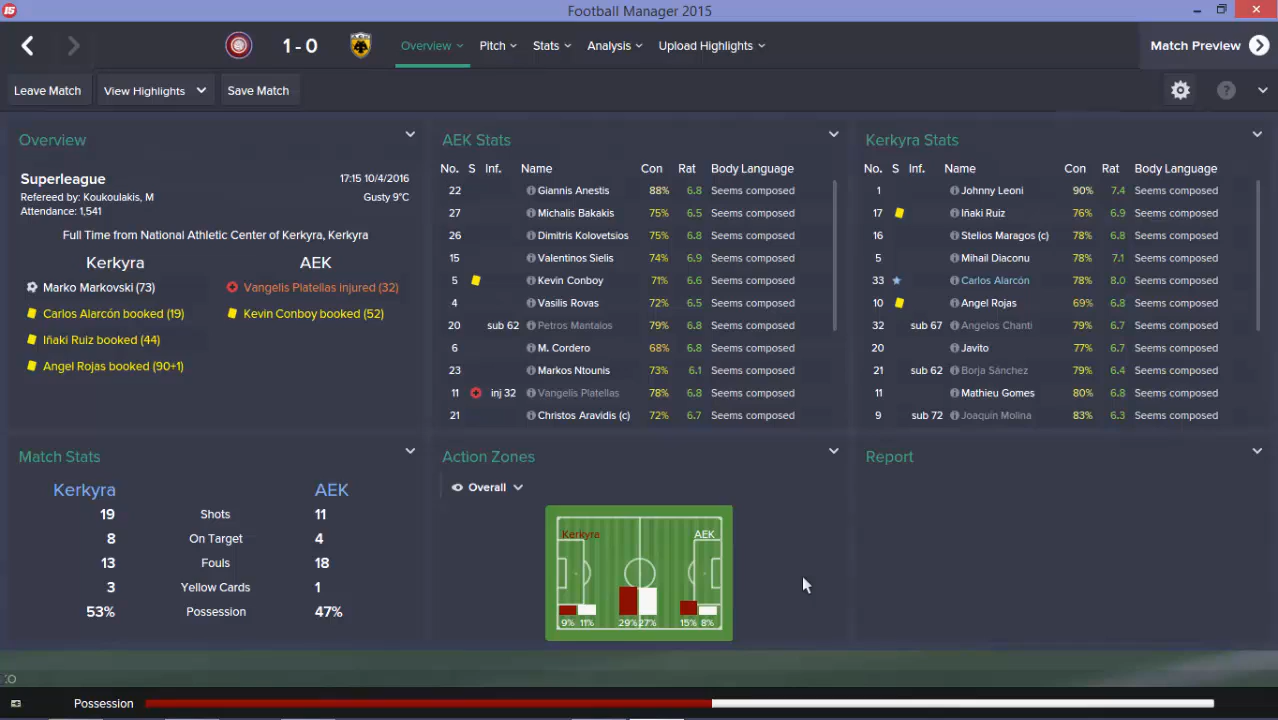 15 Football Manager 2015
1 - 0 Overview Pitch Stats Analysis Upload Highlights Match Preview
Leave Match View Highlights Save Match ?
Overview
Superleague 17:15 10/4/2016
Refereed by: Koukoulakis, M Gusty 9°C
Attendance: 1,541
Full Time from National Athletic Center of Kerkyra, Kerkyra
Kerkyra AEK
Marko Markovski (73) Vangelis Platellas injured (32)
Carlos Alarcón booked (19) Kevin Conboy booked (52)
Iñaki Ruiz booked (44)
Angel Rojas booked (90+1)
AEK Stats
No. S Inf. Name Con Rat Body Language
22 Giannis Anestis 88% 6.8 Seems composed
27 Michalis Bakakis 75% 6.5 Seems composed
26 Dimitris Kolovetsios 75% 6.8 Seems composed
15 Valentinos Sielis 74% 6.9 Seems composed
5 Kevin Conboy 71% 6.6 Seems composed
4 Vasilis Rovas 72% 6.5 Seems composed
20 sub 62 Petros Mantalos 79% 6.8 Seems composed
6 M. Cordero 68% 6.8 Seems composed
23 Markos Ntounis 73% 6.1 Seems composed
11 inj 32 Vangelis Platellas 78% 6.8 Seems composed
21 Christos Aravidis (c) 72% 6.7 Seems composed
Kerkyra Stats
No. S Inf. Name Con Rat Body Language
1 Johnny Leoni 90% 7.4 Seems composed
17 Iñaki Ruiz 76% 6.9 Seems composed
16 Stelios Maragos (c) 78% 6.8 Seems composed
5 Mihail Diaconu 78% 7.1 Seems composed
33 Carlos Alarcón 78% 8.0 Seems composed
10 Angel Rojas 69% 6.8 Seems composed
32 sub 67 Angelos Chanti 79% 6.7 Seems composed
20 Javito 77% 6.7 Seems composed
21 sub 62 Borja Sánchez 79% 6.4 Seems composed
11 Mathieu Gomes 80% 6.8 Seems composed
9 sub 72 Joaquín Molina 83% 6.3 Seems composed
Match Stats
Kerkyra AEK
19 Shots 11
8 On Target 4
13 Fouls 18
3 Yellow Cards 1
53% Possession 47%
Action Zones
Overall
Kerkyra AEK
9% 11% 29% 27% 15% 8%
Report
:0
Possession